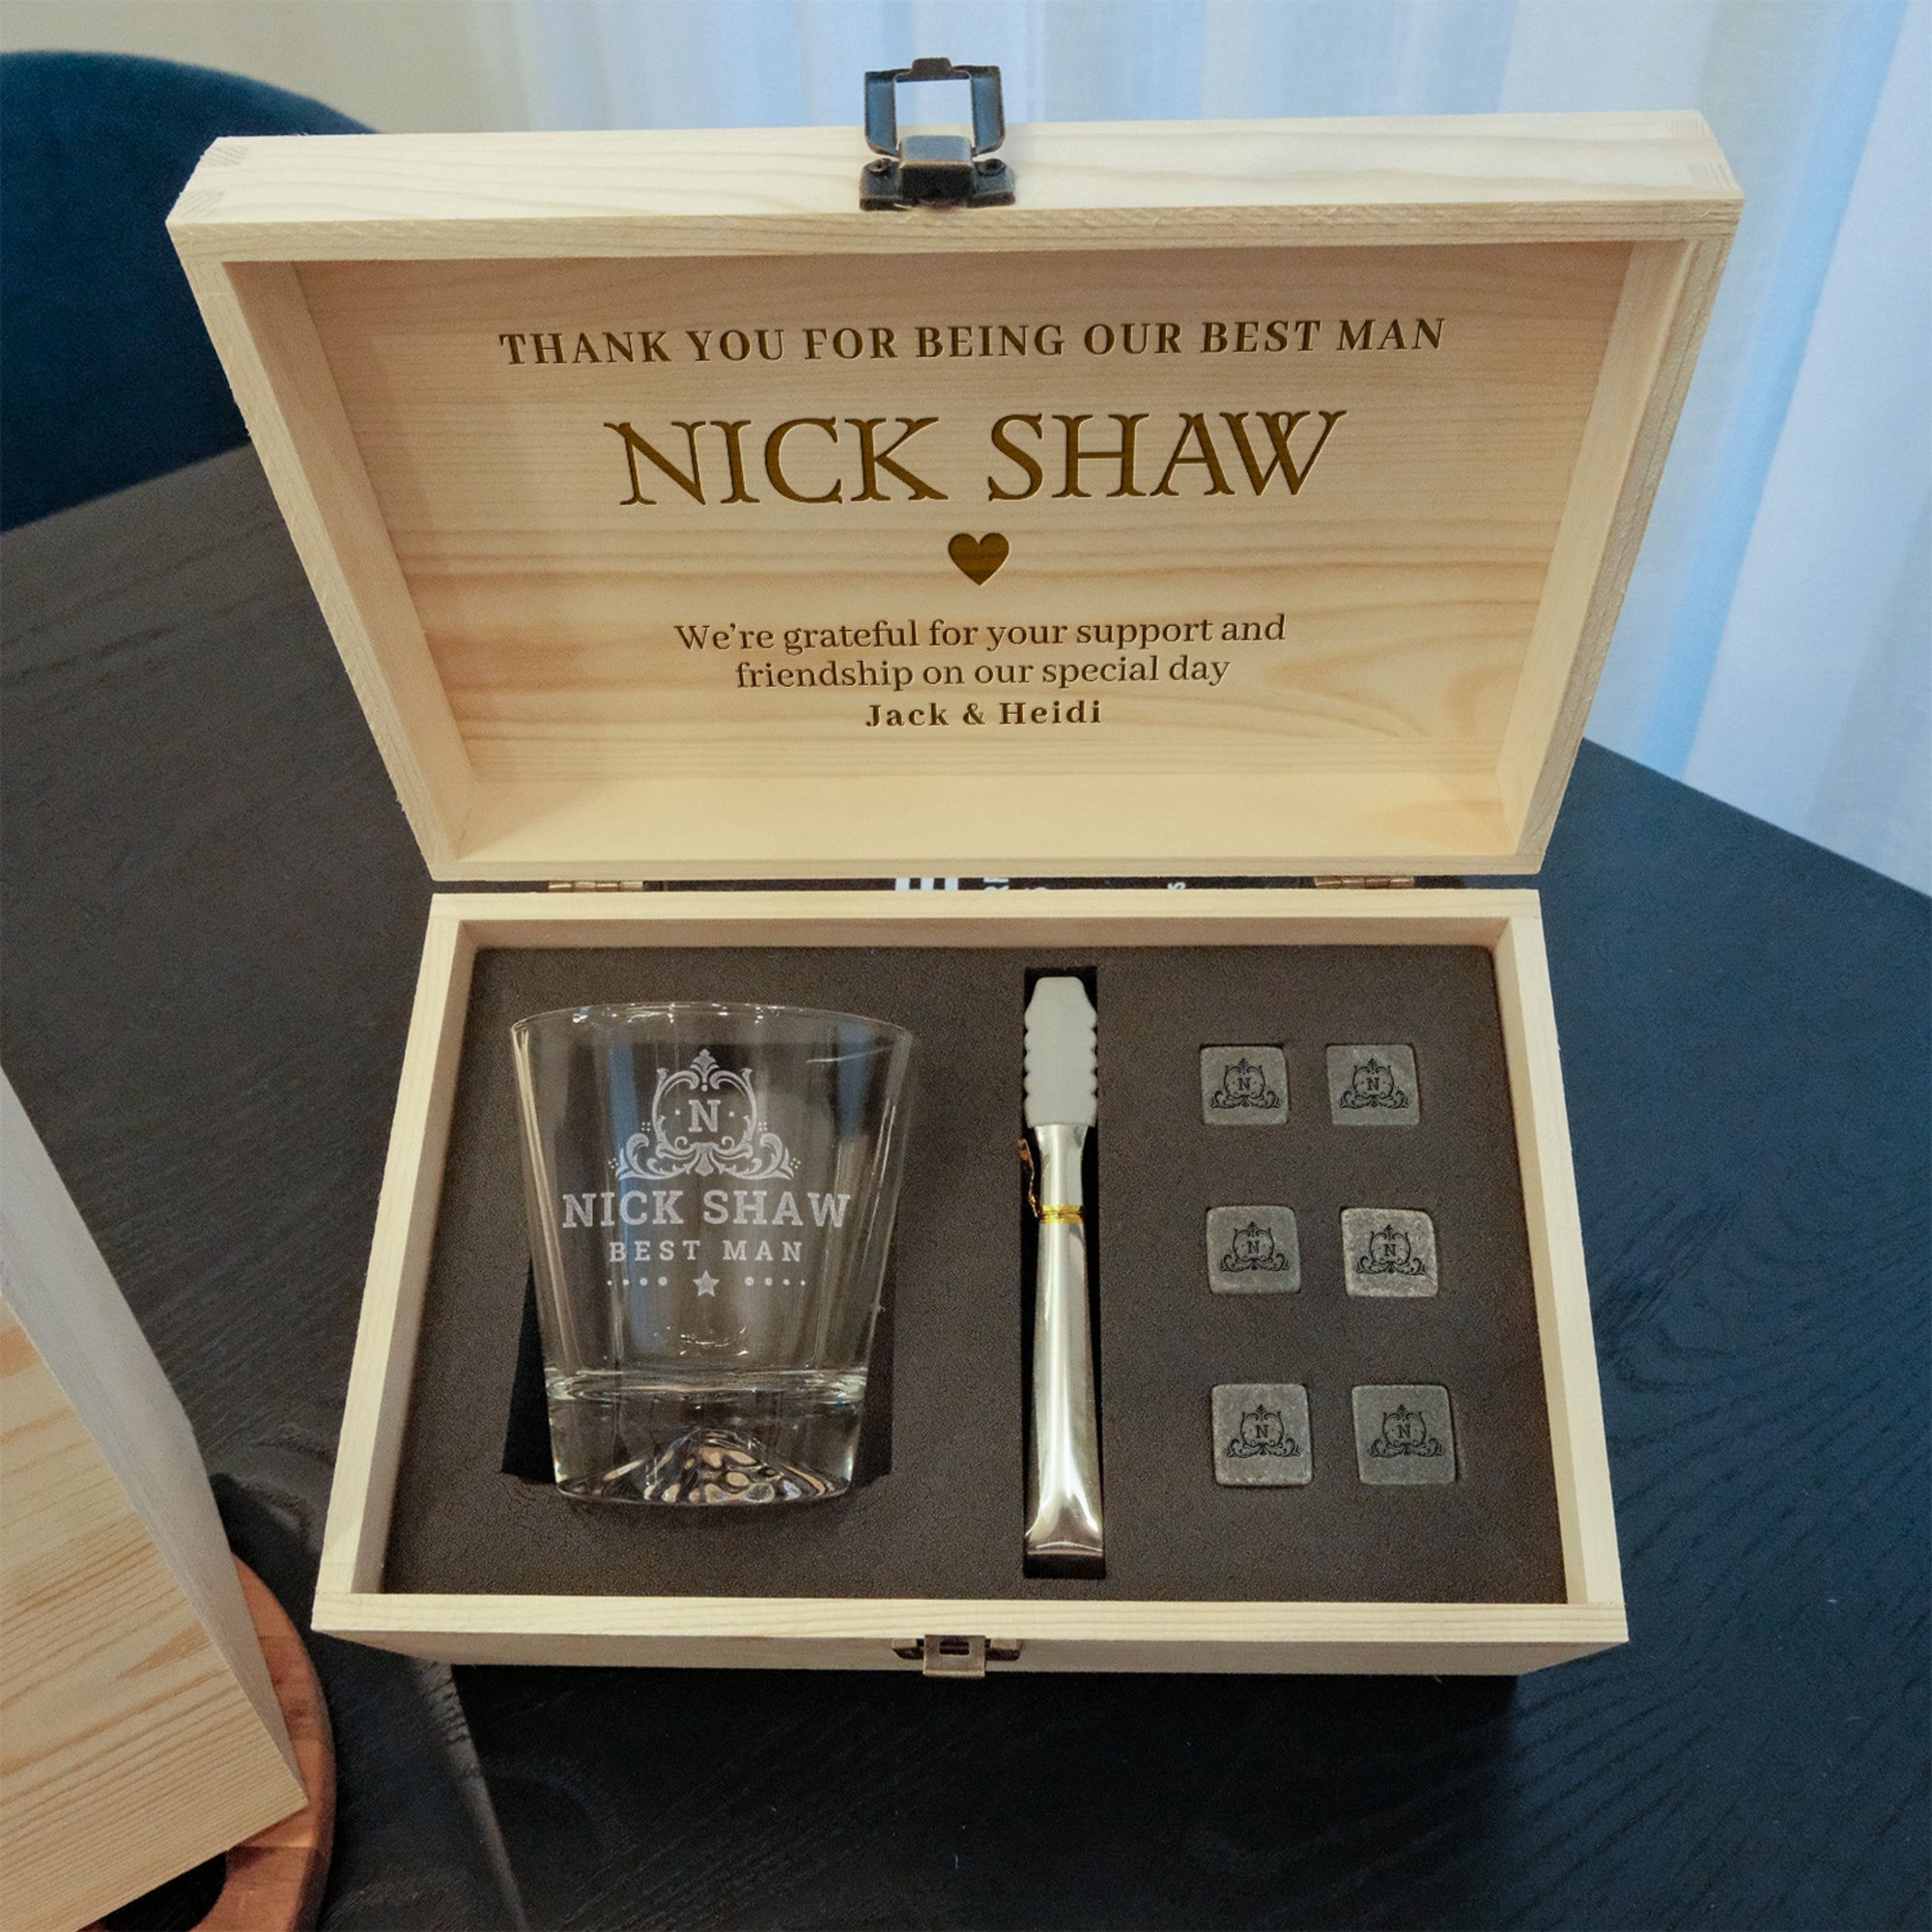 THANK YOU FOR BEING OUR BEST MAN
NICK SHAW
We're grateful for your support and
friendship on our special day
Jack & Heidi
N
NICK SHAW
BEST MAN
N
N
N
N
N
N